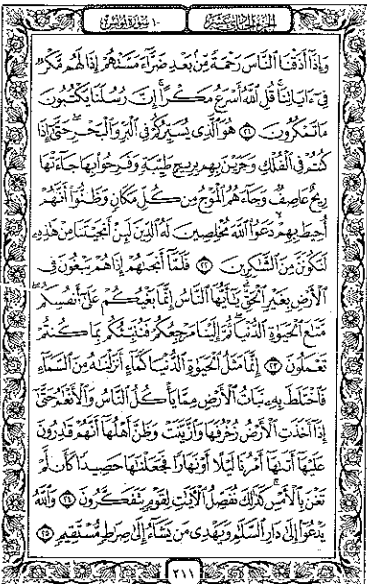 الجزء الحادي عشر
١٠ سورة يونس
وَإِذَآ أَذَقْنَا ٱلنَّاسَ رَحْمَةً مِّنۢ بَعْدِ ضَرَّآءَ مَسَّتْهُمْ إِذَا لَهُم مَّكْرٌ
فِىٓ ءَايَاتِنَا ۚ قُلِ ٱللَّهُ أَسْرَعُ مَكْرًا ۚ إِنَّ رُسُلَنَا يَكْتُبُونَ
مَا تَمْكُرُونَ ٢١ هُوَ ٱلَّذِى يُسَيِّرُكُمْ فِى ٱلْبَرِّ وَٱلْبَحْرِ ۖ حَتَّىٰٓ إِذَا
كُنتُمْ فِى ٱلْفُلْكِ وَجَرَيْنَ بِهِم بِرِيحٍ طَيِّبَةٍ وَفَرِحُوا۟ بِهَا جَآءَتْهَا
رِيحٌ عَاصِفٌ وَجَآءَهُمُ ٱلْمَوْجُ مِن كُلِّ مَكَانٍ وَظَنُّوٓا۟ أَنَّهُمْ
أُحِيطَ بِهِمْ ۙ دَعَوُا۟ ٱللَّهَ مُخْلِصِينَ لَهُ ٱلدِّينَ لَئِنْ أَنجَيْتَنَا مِنْ هَٰذِهِۦ
لَنَكُونَنَّ مِنَ ٱلشَّٰكِرِينَ ٢٢ فَلَمَّآ أَنجَىٰهُمْ إِذَا هُمْ يَبْغُونَ فِى
ٱلْأَرْضِ بِغَيْرِ ٱلْحَقِّ ۗ يَٰٓأَيُّهَا ٱلنَّاسُ إِنَّمَا بَغْيُكُمْ عَلَىٰٓ أَنفُسِكُم ۖ
مَّتَٰعَ ٱلْحَيَوٰةِ ٱلدُّنْيَا ۖ ثُمَّ إِلَيْنَا مَرْجِعُكُمْ فَنُنَبِّئُكُم بِمَا كُنتُمْ
تَعْمَلُونَ ٢٣ إِنَّمَا مَثَلُ ٱلْحَيَوٰةِ ٱلدُّنْيَا كَمَآءٍ أَنزَلْنَٰهُ مِنَ ٱلسَّمَآءِ
فَٱخْتَلَطَ بِهِۦ نَبَاتُ ٱلْأَرْضِ مِمَّا يَأْكُلُ ٱلنَّاسُ وَٱلْأَنْعَٰمُ حَتَّىٰٓ
إِذَآ أَخَذَتِ ٱلْأَرْضُ زُخْرُفَهَا وَٱزَّيَّنَتْ وَظَنَّ أَهْلُهَآ أَنَّهُمْ قَٰدِرُونَ
عَلَيْهَآ أَتَىٰهَآ أَمْرُنَا لَيْلًا أَوْ نَهَارًا فَجَعَلْنَٰهَا حَصِيدًا كَأَن لَّمْ
تَغْنَ بِٱلْأَمْسِ ۚ كَذَٰلِكَ نُفَصِّلُ ٱلْءَايَٰتِ لِقَوْمٍ يَتَفَكَّرُونَ ٢٤ وَٱللَّهُ
يَدْعُوٓا۟ إِلَىٰ دَارِ ٱلسَّلَٰمِ وَيَهْدِى مَن يَشَآءُ إِلَىٰ صِرَٰطٍ مُّسْتَقِيمٍ ٢٥
٢١١